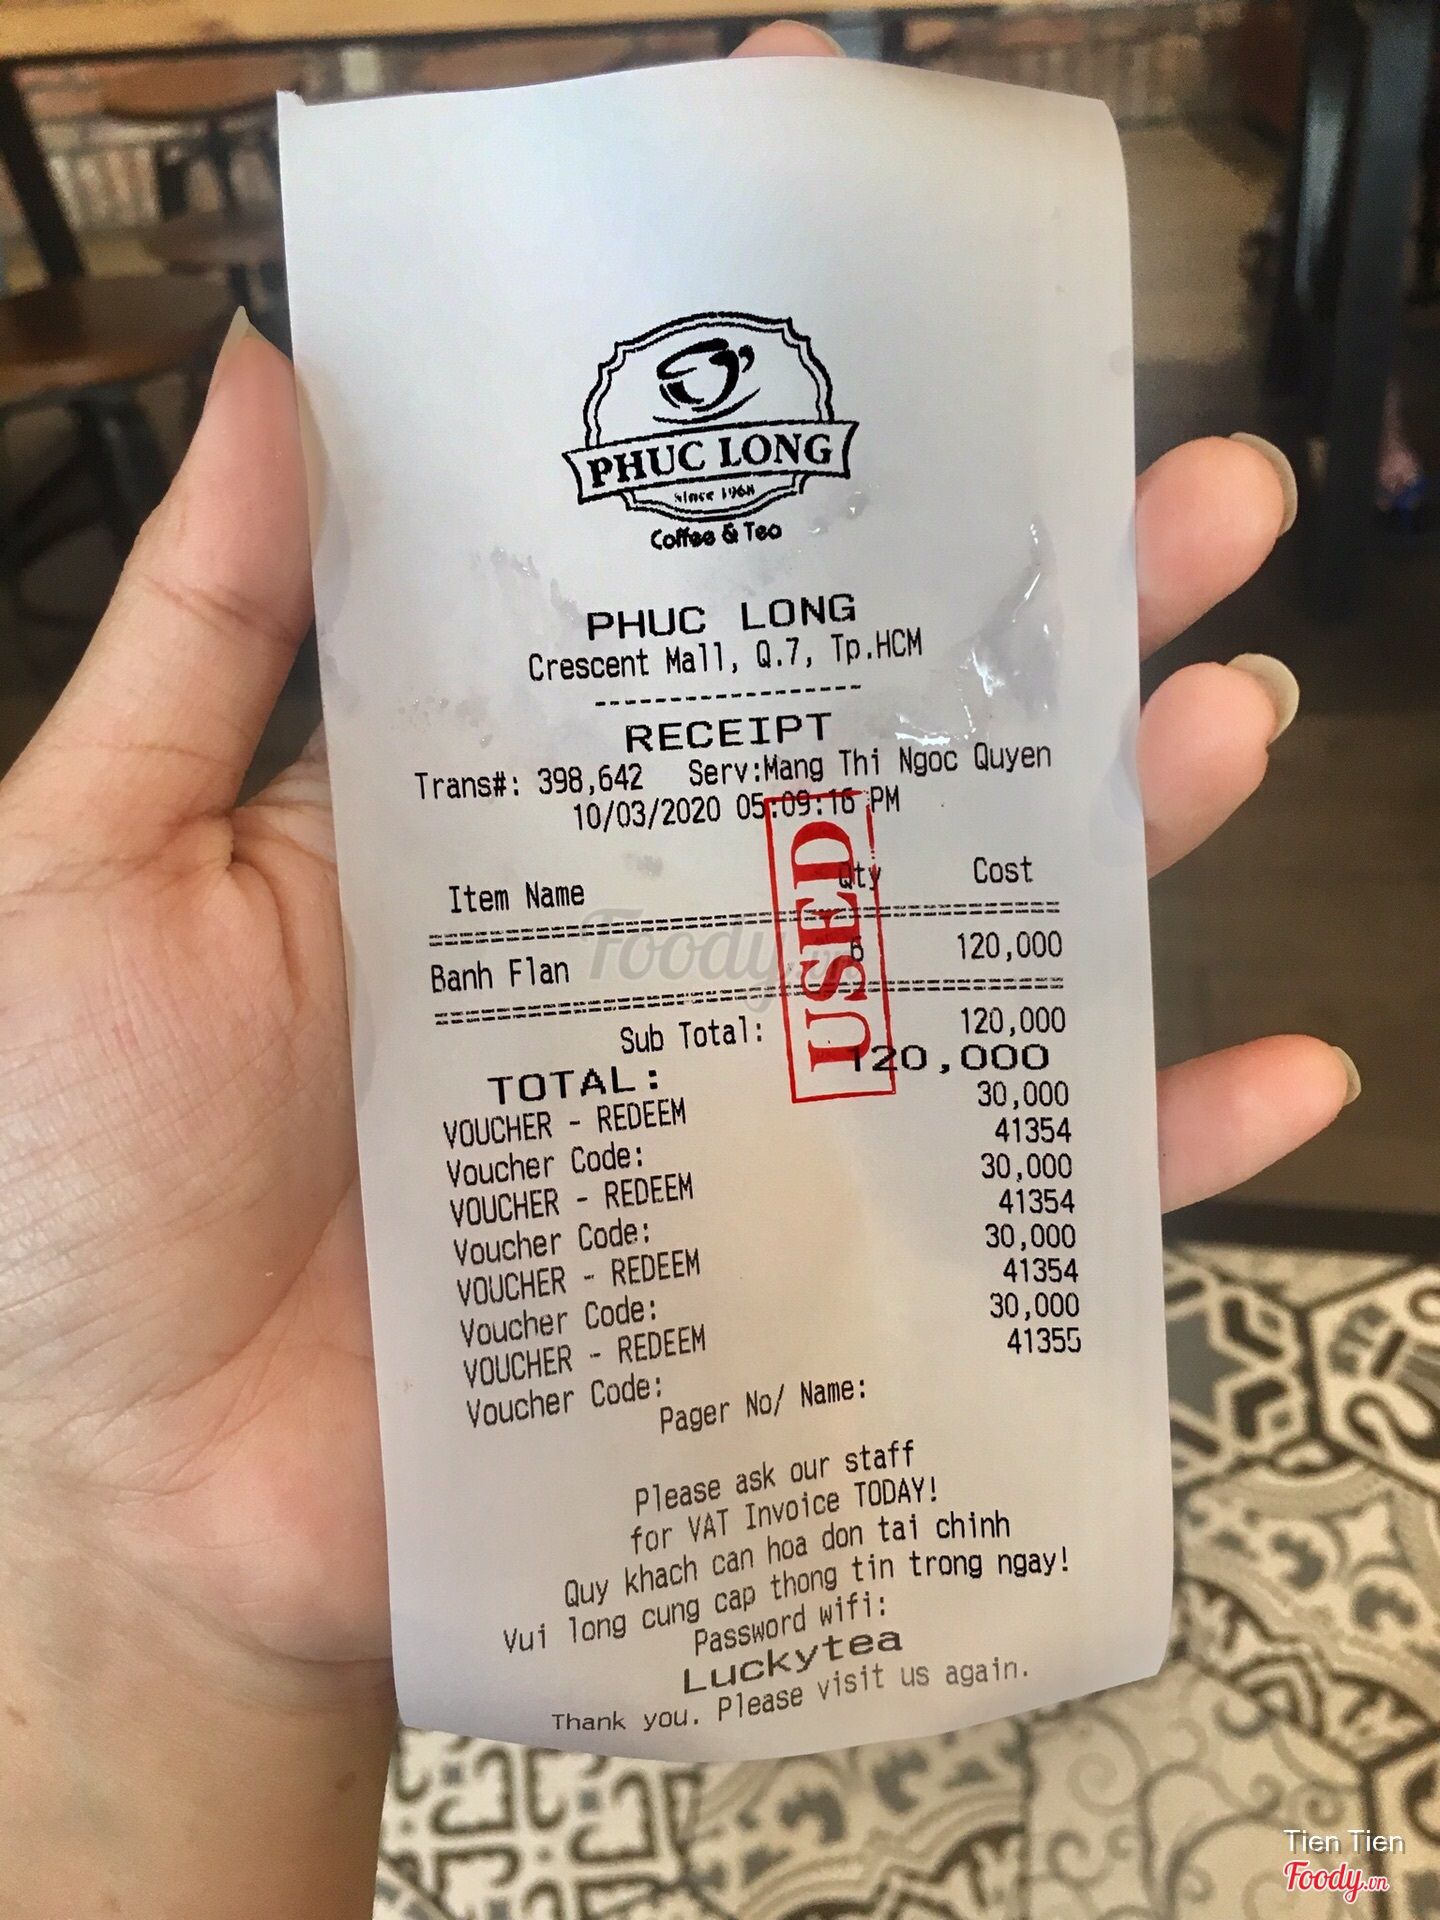 PHUC LONG
Since 1968
Coffee & Tea
PHUC LONG
Crescent Mall, Q.7, Tp.HCM
------------------
RECEIPT
Trans#: 398,642 Serv:Mang Thi Ngoc Quyen
10/03/2020 05:09:16 PM
Item Name Qty Cost
Banh Flan 6 120,000
Sub Total: 120,000
TOTAL: 120,000
VOUCHER - REDEEM 30,000
Voucher Code: 41354
VOUCHER - REDEEM 30,000
Voucher Code: 41354
VOUCHER - REDEEM 30,000
Voucher Code: 41354
VOUCHER - REDEEM 30,000
Voucher Code: 41355
Pager No/ Name:
Please ask our staff
for VAT Invoice TODAY!
Quy khach can hoa don tai chinh
Vui long cung cap thong tin trong ngay!
Password wifi:
Luckytea
Thank you. Please visit us again.
USED
Foody.vn
Tien Tien
Foody.vn